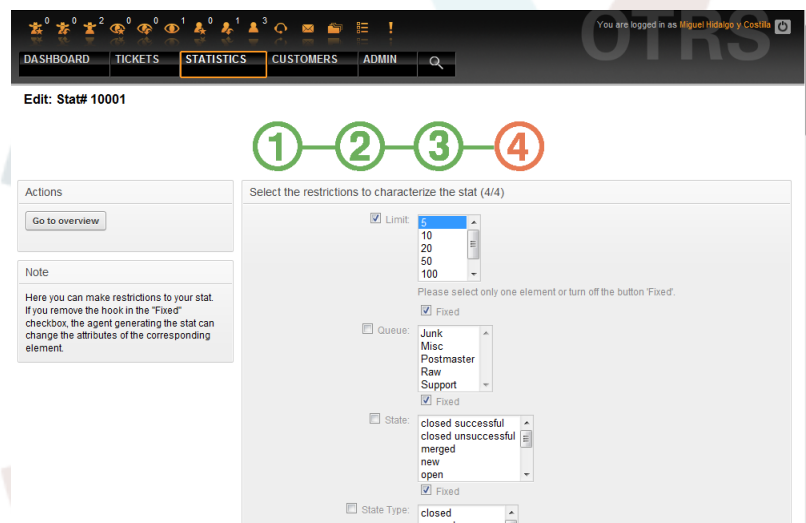 0 0 2 0 0 1 0 1 3
You are logged in as Miguel Hidalgo y Costilla
OTRS
DASHBOARD TICKETS STATISTICS CUSTOMERS ADMIN
Edit: Stat# 10001
1 2 3 4
Actions
Go to overview
Note
Here you can make restrictions to your stat.
If you remove the hook in the "Fixed"
checkbox, the agent generating the stat can
change the attributes of the corresponding
element.
Select the restrictions to characterize the stat (4/4)
Limit:
5
10
20
50
100
Please select only one element or turn off the button 'Fixed'.
Fixed
Queue:
Junk
Misc
Postmaster
Raw
Support
Fixed
State:
closed successful
closed unsuccessful
merged
new
open
Fixed
State Type:
closed